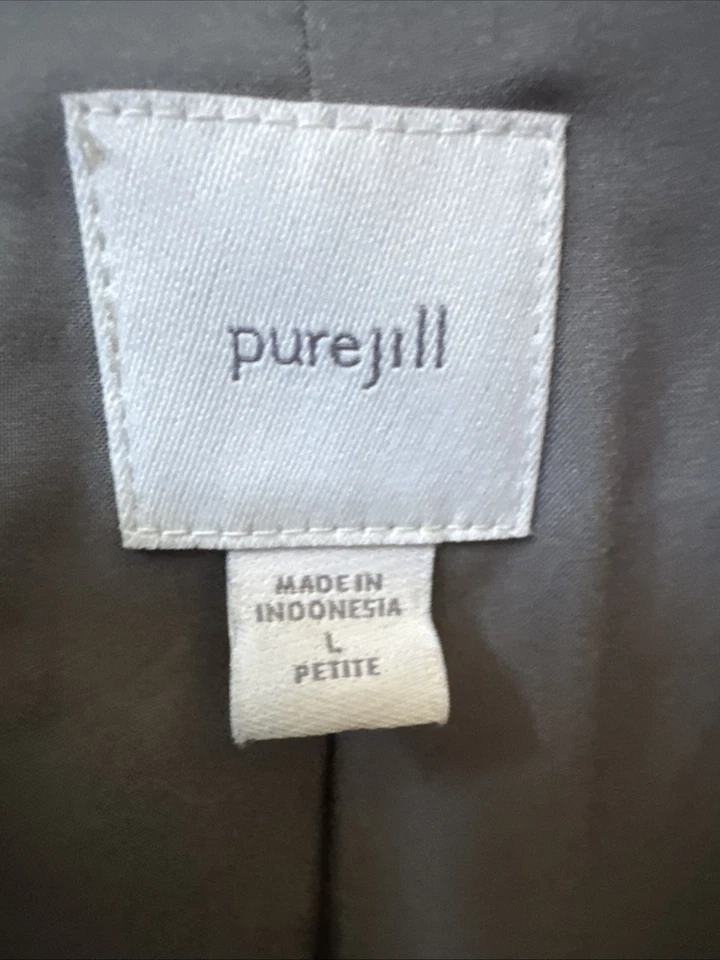 purejill
MADE IN
INDONESIA
L
PETITE